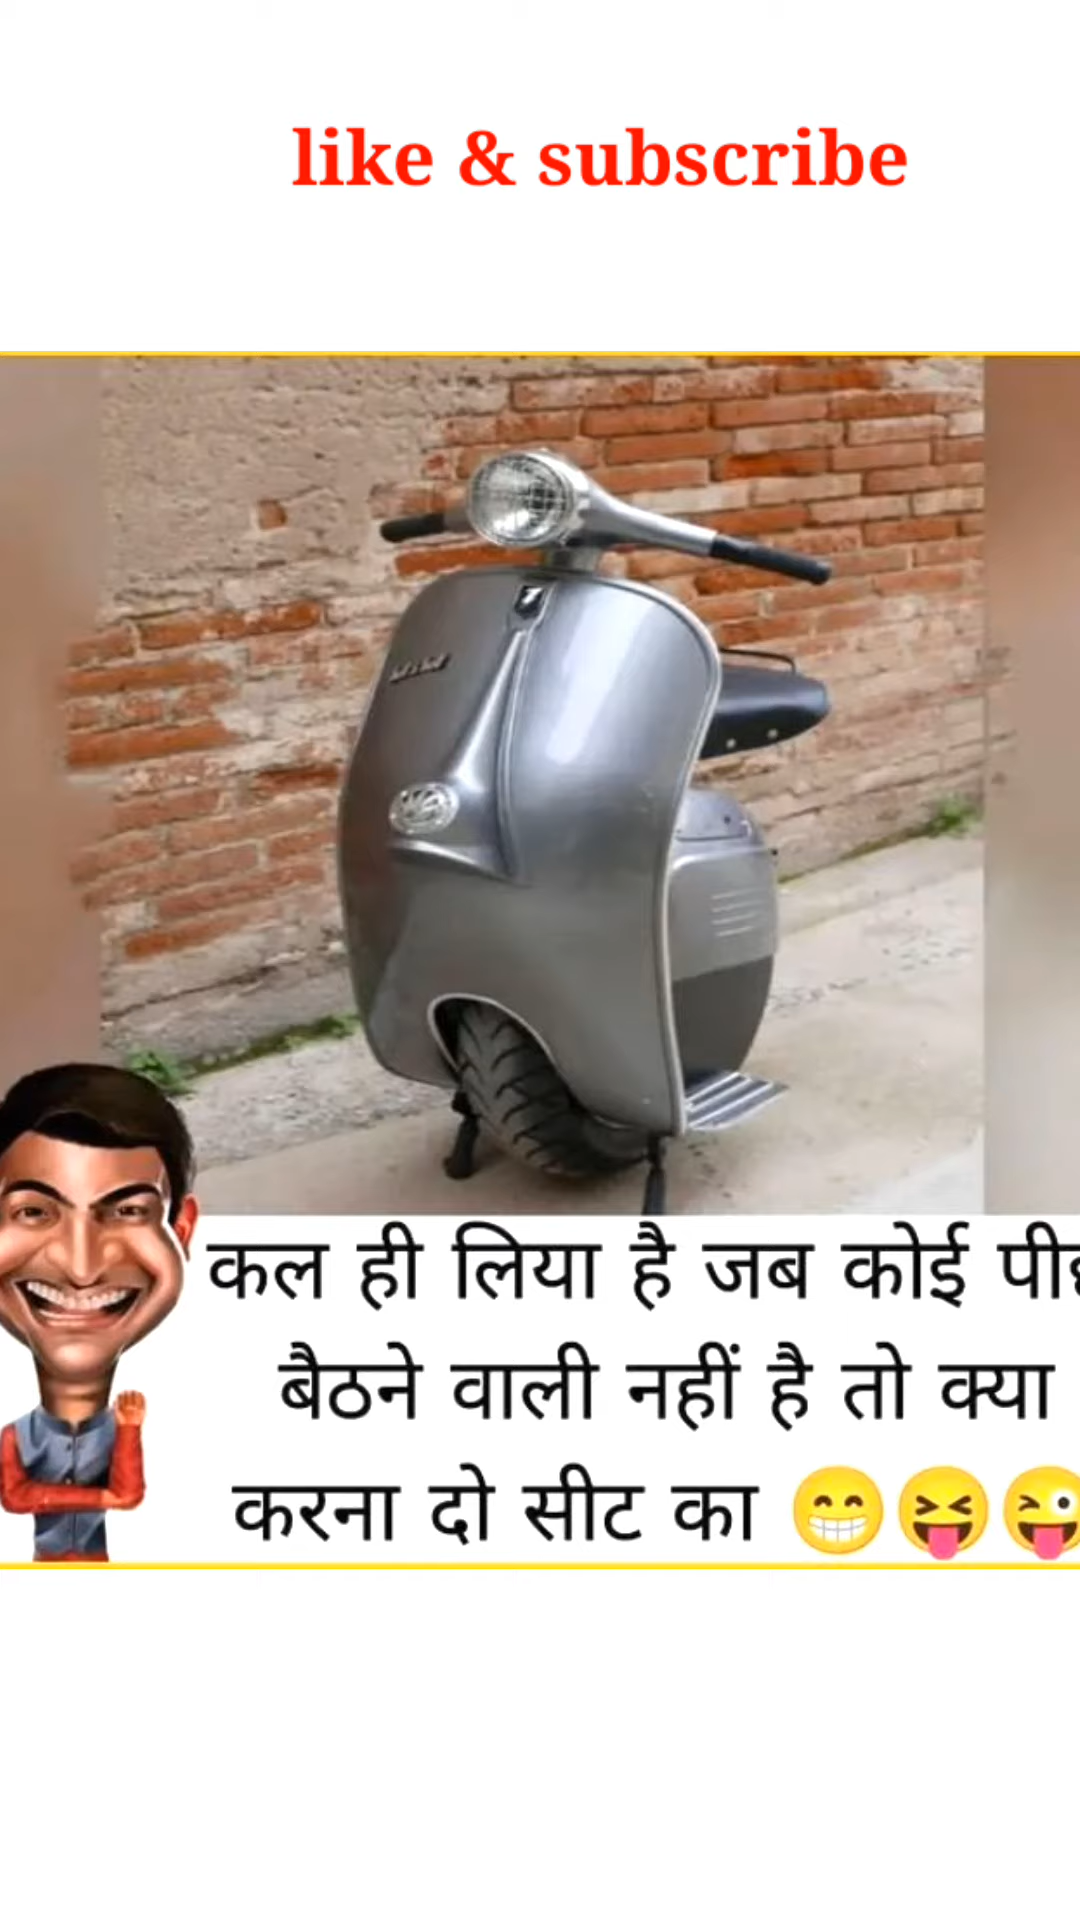 like & subscribe
कल ही लिया है जब कोई
बैठने वाली नहीं है तो क्या
करना दो सीट का 😁😝😜